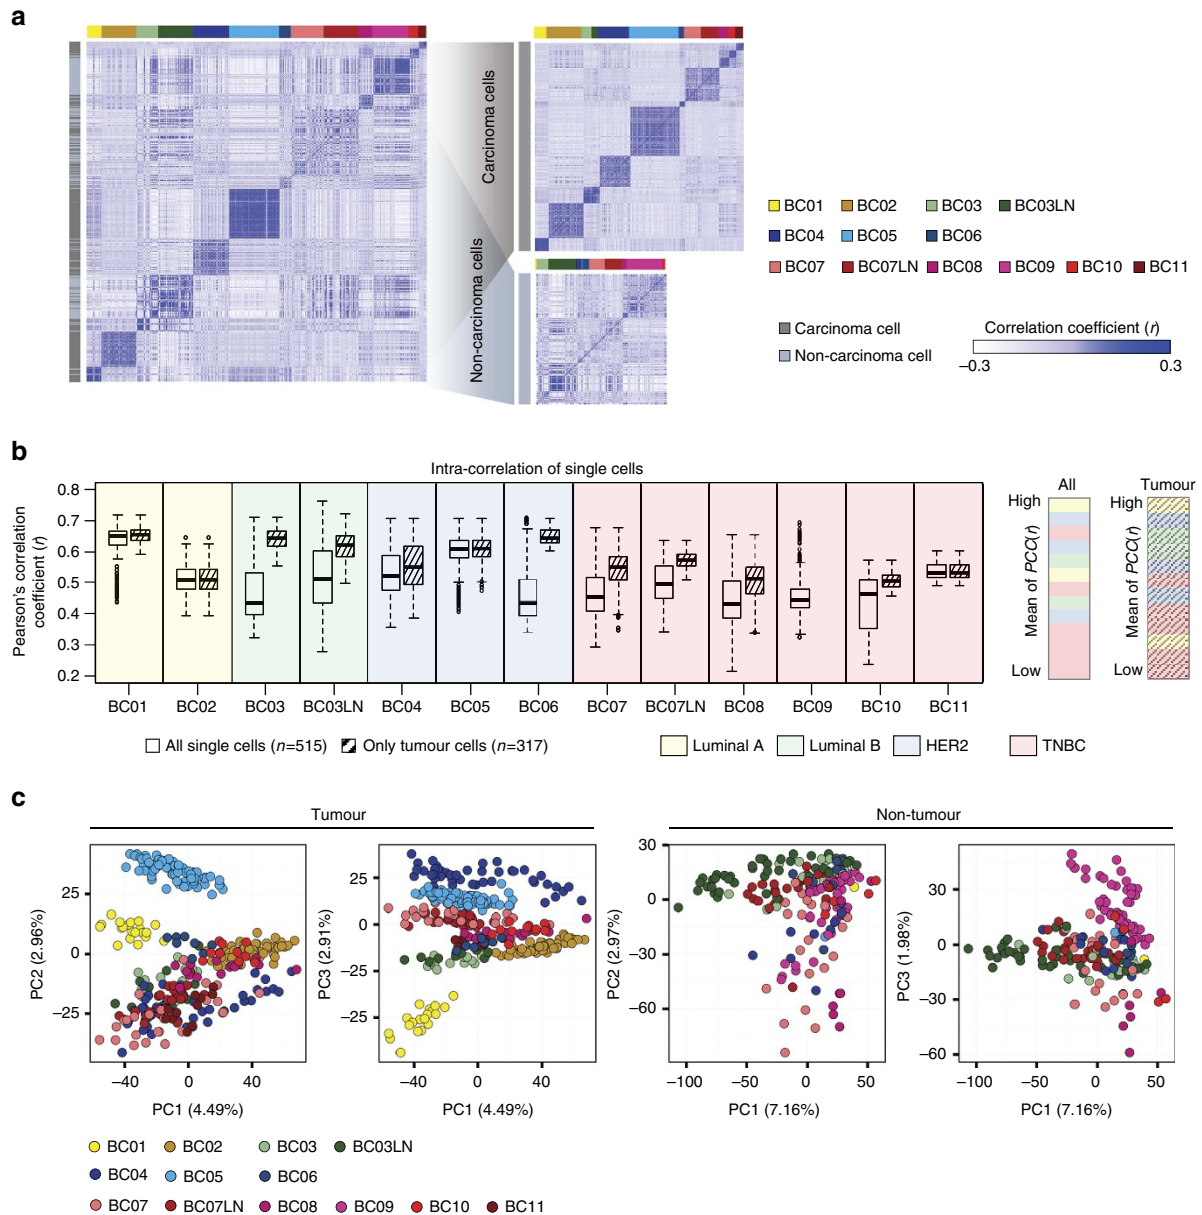 a
Carcinoma cells
Non-carcinoma cells
BC01 BC02 BC03 BC03LN
BC04 BC05 BC06
BC07 BC07LN BC08 BC09 BC10 BC11
Carcinoma cell
Non-carcinoma cell
Correlation coefficient (r)
−0.3 0.3
b
Intra-correlation of single cells
Pearson's correlation
coefficient (r)
0.8
0.7
0.6
0.5
0.4
0.3
0.2
BC01 BC02 BC03 BC03LN BC04 BC05 BC06 BC07 BC07LN BC08 BC09 BC10 BC11
All single cells (n=515) Only tumour cells (n=317) Luminal A Luminal B HER2 TNBC
All Tumour
High High
Mean of PCC(r) Mean of PCC(r)
Low Low
c
Tumour
Non-tumour
PC2 (2.96%)
25
0
−25
−40 0 40
PC1 (4.49%)
PC3 (2.91%)
25
0
−25
−25
−40 0 40
PC1 (4.49%)
PC2 (2.97%)
30
0
−30
−60
−100 −50 0 50
PC1 (7.16%)
PC3 (1.98%)
30
0
−30
−60
−100 −50 0 50
PC1 (7.16%)
BC01 BC02 BC03 BC03LN
BC04 BC05 BC06
BC07 BC07LN BC08 BC09 BC10 BC11